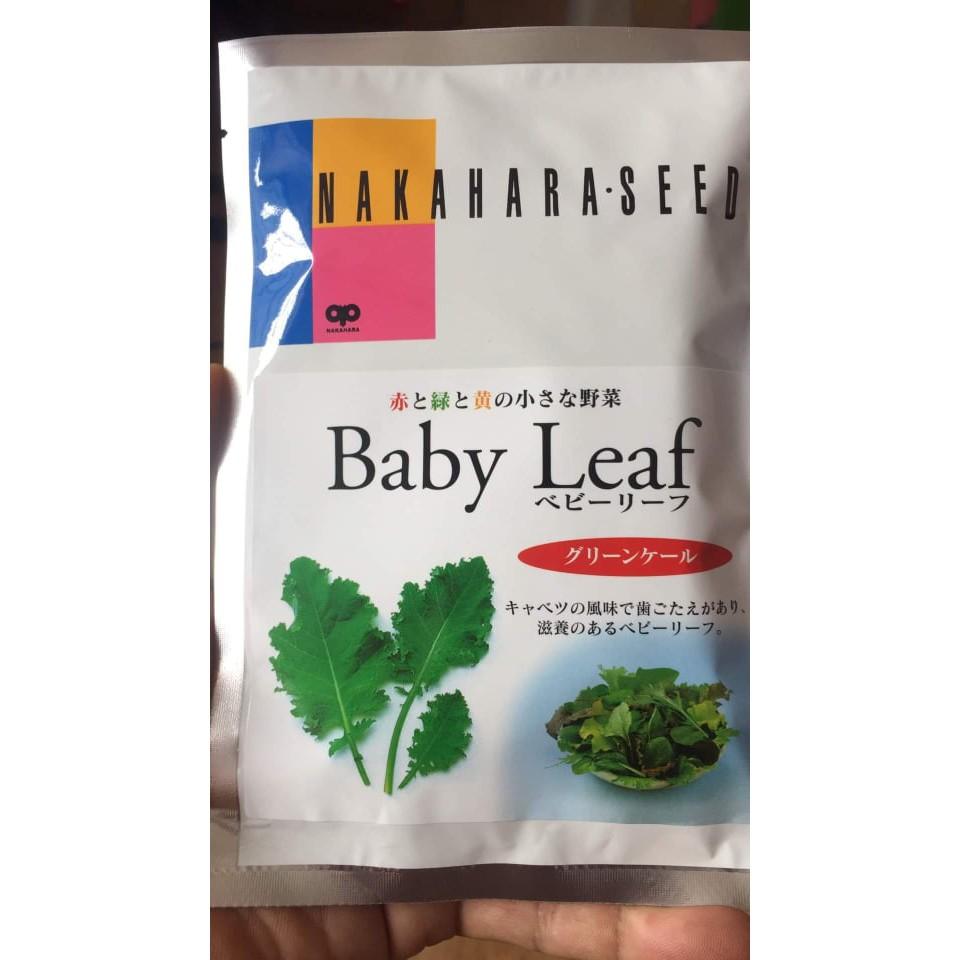 NAKAHARA·SEED
NAKAHARA
赤と緑と黄の小さな野菜
Baby Leaf
ベビーリーフ
グリーンケール
キャベツの風味で歯ごたえがあり、
滋養のあるベビーリーフ。